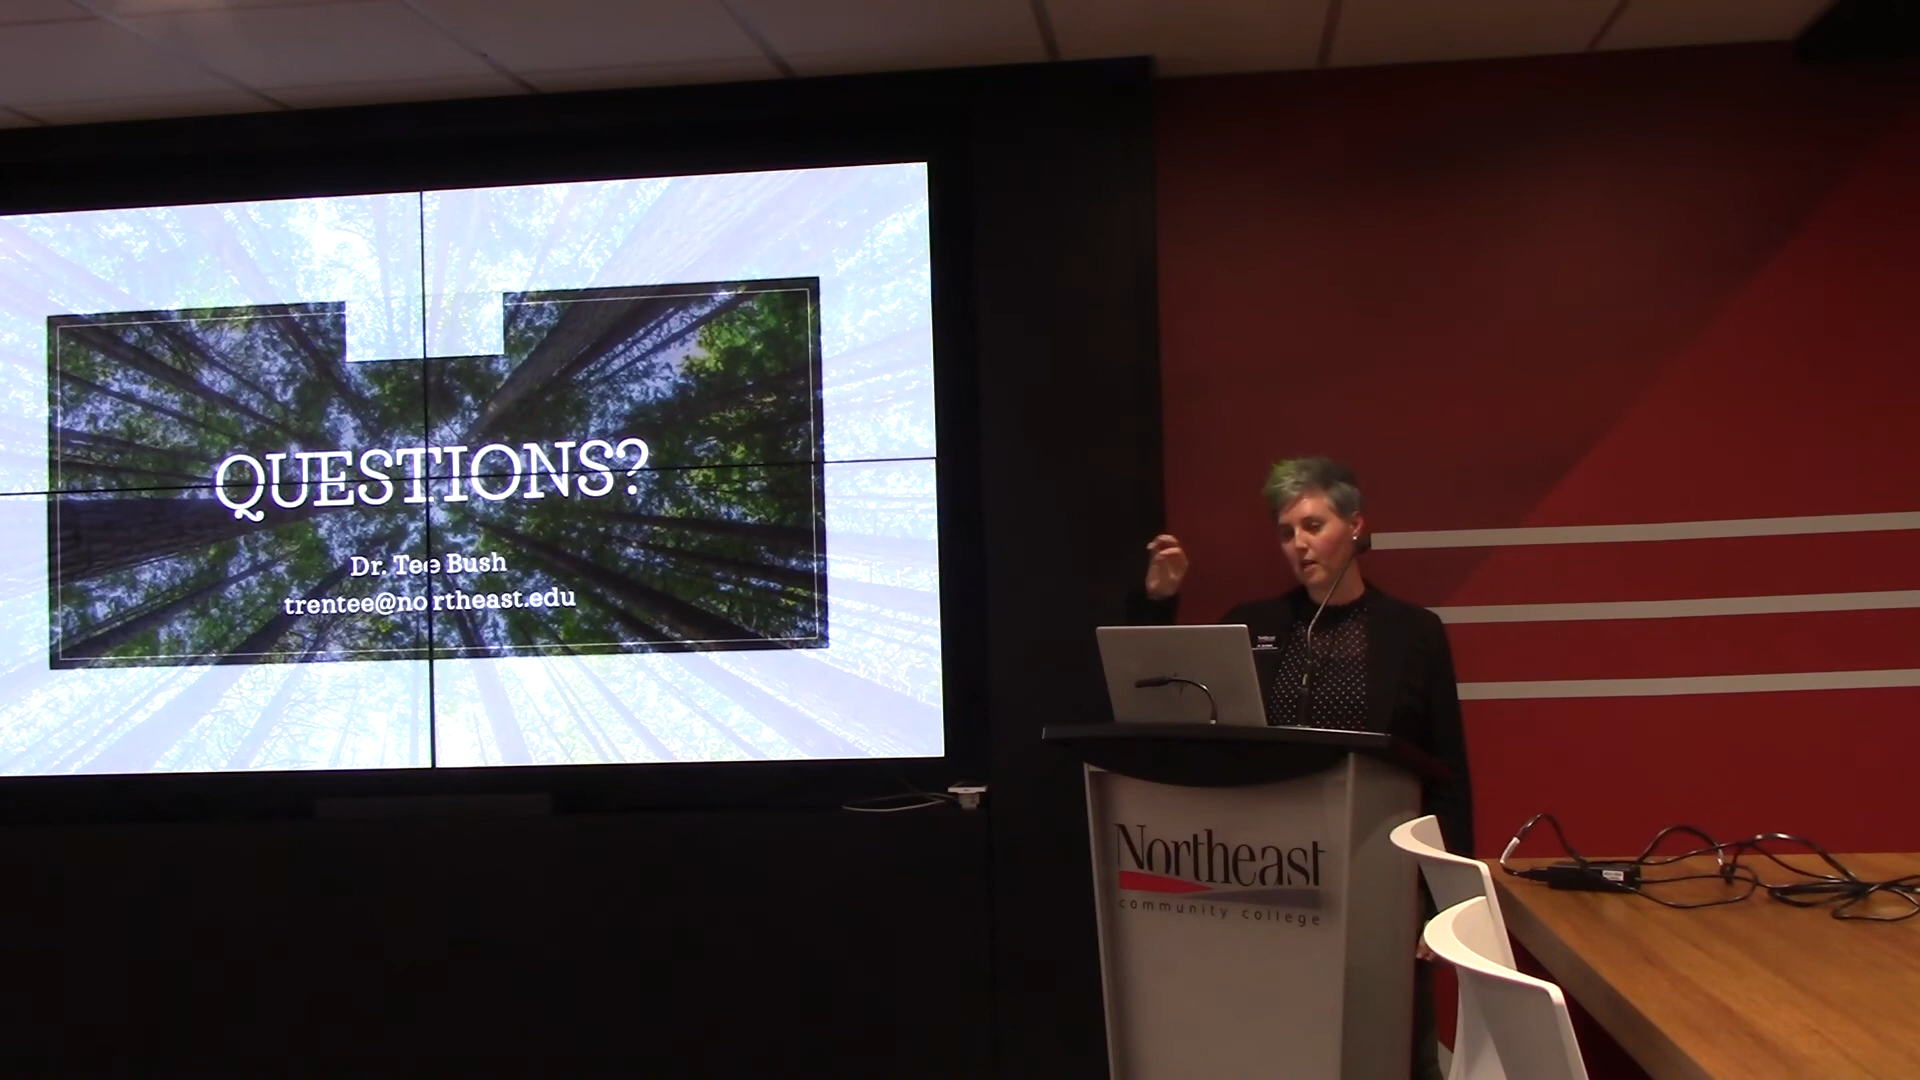 QUESTIONS?
Dr. Tee Bush
trentee@northeast.edu
Northeast
community college